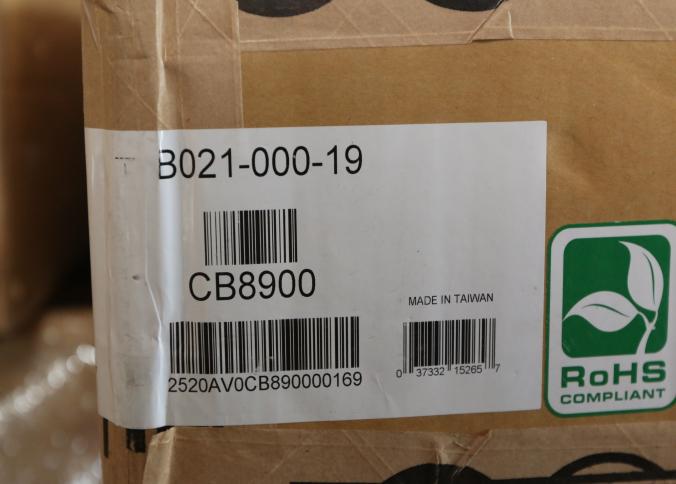 B021-000-19
CB8900
MADE IN TAIWAN
2520AV0CB890000169
0 37332 15265 7
RoHS
COMPLIANT